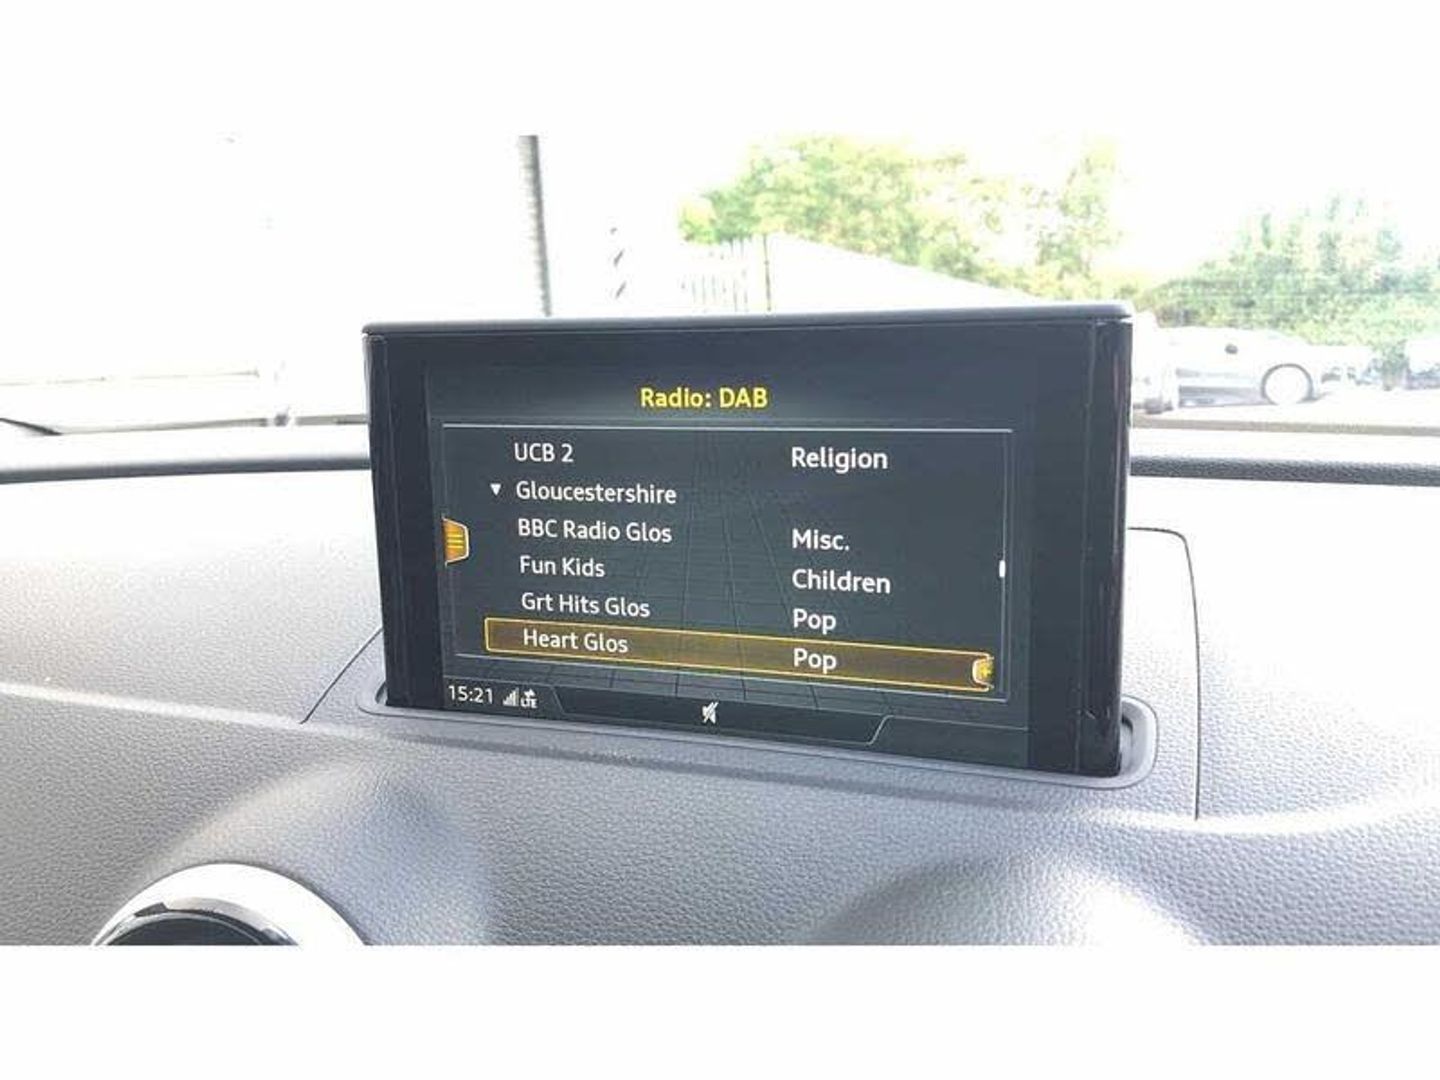 Radio: DAB
UCB 2 Religion
Gloucestershire
BBC Radio Glos Misc.
Fun Kids Children
Grt Hits Glos Pop
Heart Glos Pop
15:21 LTE